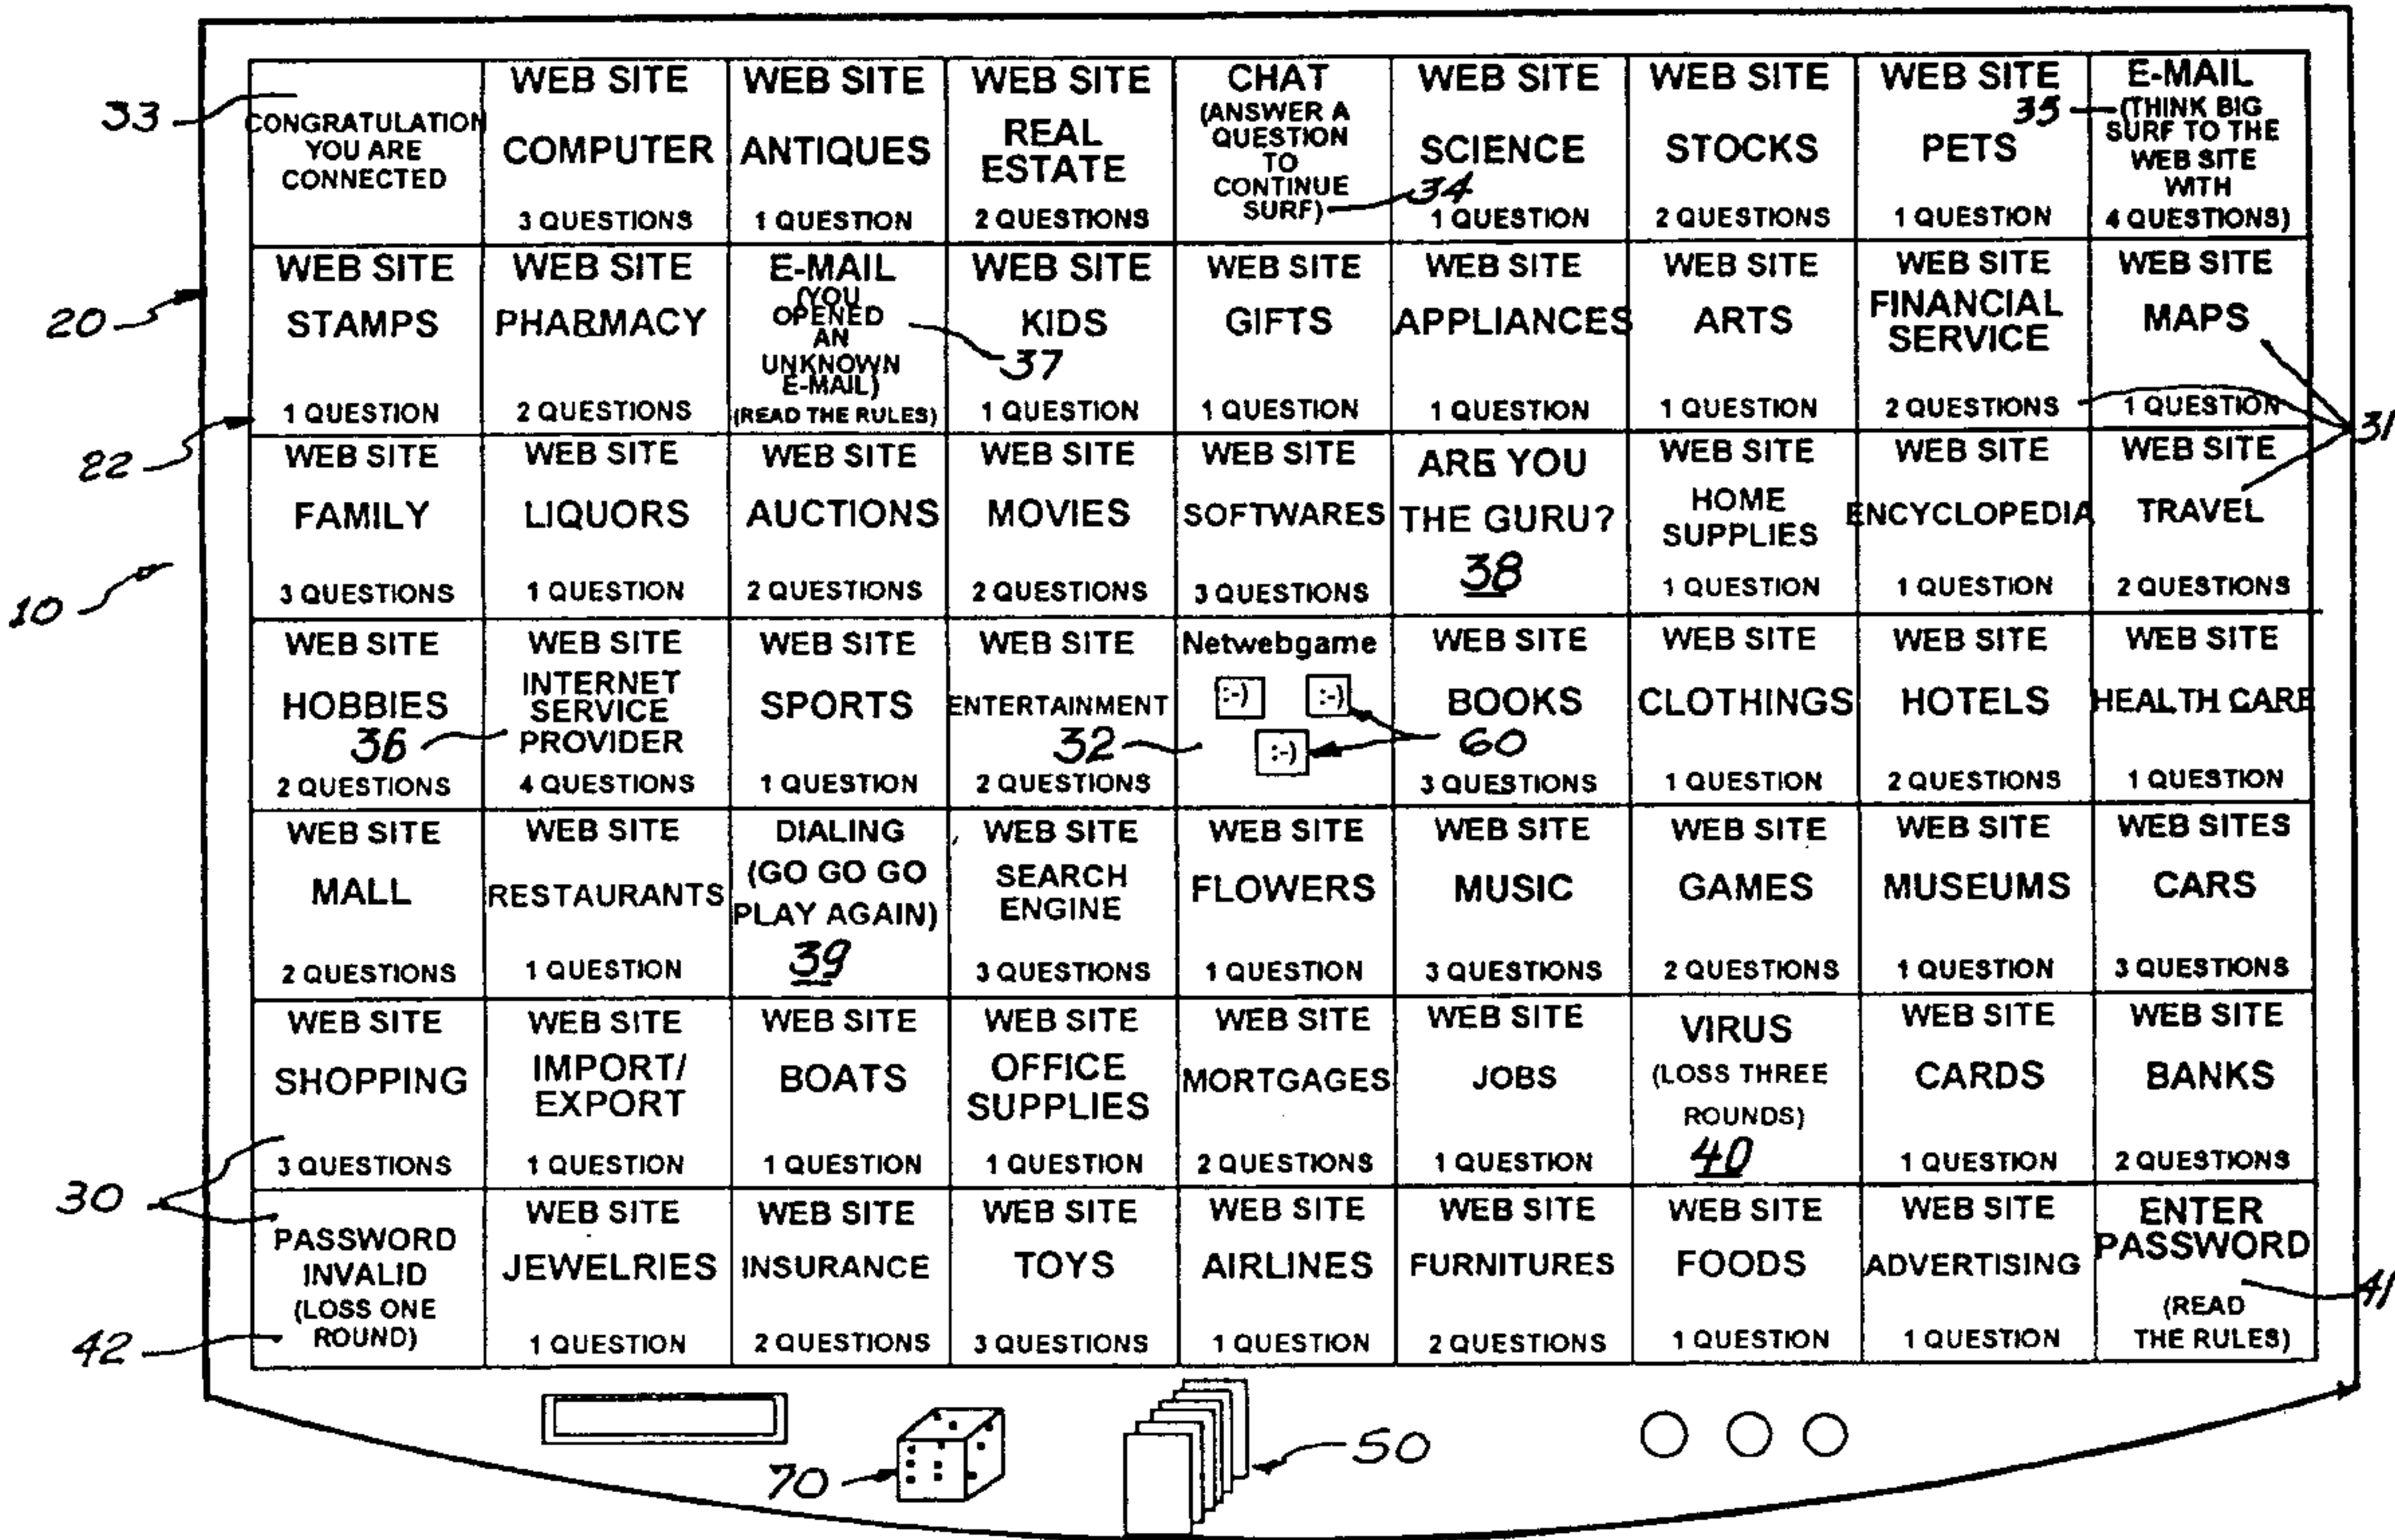 33
CONGRATULATION
YOU ARE
CONNECTED
WEB SITE
COMPUTER
3 QUESTIONS
WEB SITE
ANTIQUES
1 QUESTION
WEB SITE
REAL
ESTATE
2 QUESTIONS
CHAT
(ANSWER A
QUESTION
TO
CONTINUE
SURF)
34
WEB SITE
SCIENCE
1 QUESTION
WEB SITE
STOCKS
2 QUESTIONS
WEB SITE
PETS
1 QUESTION
35
E-MAIL
(THINK BIG
SURF TO THE
WEB SITE
WITH
4 QUESTIONS)
20
22
WEB SITE
STAMPS
1 QUESTION
WEB SITE
PHARMACY
2 QUESTIONS
E-MAIL
(YOU
OPENED
AN
UNKNOWN
E-MAIL)
(READ THE RULES)
37
WEB SITE
KIDS
1 QUESTION
WEB SITE
GIFTS
1 QUESTION
WEB SITE
APPLIANCES
1 QUESTION
WEB SITE
ARTS
1 QUESTION
WEB SITE
FINANCIAL
SERVICE
2 QUESTIONS
WEB SITE
MAPS
1 QUESTION
31
10
WEB SITE
FAMILY
3 QUESTIONS
WEB SITE
LIQUORS
1 QUESTION
WEB SITE
AUCTIONS
2 QUESTIONS
WEB SITE
MOVIES
2 QUESTIONS
WEB SITE
SOFTWARES
3 QUESTIONS
ARE YOU
THE GURU?
38
WEB SITE
HOME
SUPPLIES
1 QUESTION
WEB SITE
ENCYCLOPEDIA
1 QUESTION
WEB SITE
TRAVEL
2 QUESTIONS
WEB SITE
HOBBIES
36
2 QUESTIONS
WEB SITE
INTERNET
SERVICE
PROVIDER
4 QUESTIONS
WEB SITE
SPORTS
1 QUESTION
WEB SITE
ENTERTAINMENT
32
2 QUESTIONS
Netwebgame
:-)
:-)
:-)
60
WEB SITE
BOOKS
3 QUESTIONS
WEB SITE
CLOTHINGS
1 QUESTION
WEB SITE
HOTELS
2 QUESTIONS
WEB SITE
HEALTH CARE
1 QUESTION
WEB SITE
MALL
2 QUESTIONS
WEB SITE
RESTAURANTS
1 QUESTION
DIALING
(GO GO GO
PLAY AGAIN)
39
WEB SITE
SEARCH
ENGINE
3 QUESTIONS
WEB SITE
FLOWERS
1 QUESTION
WEB SITE
MUSIC
3 QUESTIONS
WEB SITE
GAMES
2 QUESTIONS
WEB SITE
MUSEUMS
1 QUESTION
WEB SITES
CARS
3 QUESTIONS
30
WEB SITE
SHOPPING
3 QUESTIONS
WEB SITE
IMPORT/
EXPORT
1 QUESTION
WEB SITE
BOATS
1 QUESTION
WEB SITE
OFFICE
SUPPLIES
1 QUESTION
WEB SITE
MORTGAGES
2 QUESTIONS
WEB SITE
JOBS
1 QUESTION
VIRUS
(LOSS THREE
ROUNDS)
40
WEB SITE
CARDS
1 QUESTION
WEB SITE
BANKS
2 QUESTIONS
42
PASSWORD
INVALID
(LOSS ONE
ROUND)
WEB SITE
JEWELRIES
1 QUESTION
WEB SITE
INSURANCE
2 QUESTIONS
WEB SITE
TOYS
3 QUESTIONS
WEB SITE
AIRLINES
1 QUESTION
WEB SITE
FURNITURES
2 QUESTIONS
WEB SITE
FOODS
1 QUESTION
WEB SITE
ADVERTISING
1 QUESTION
ENTER
PASSWORD
(READ
THE RULES)
41
70
50